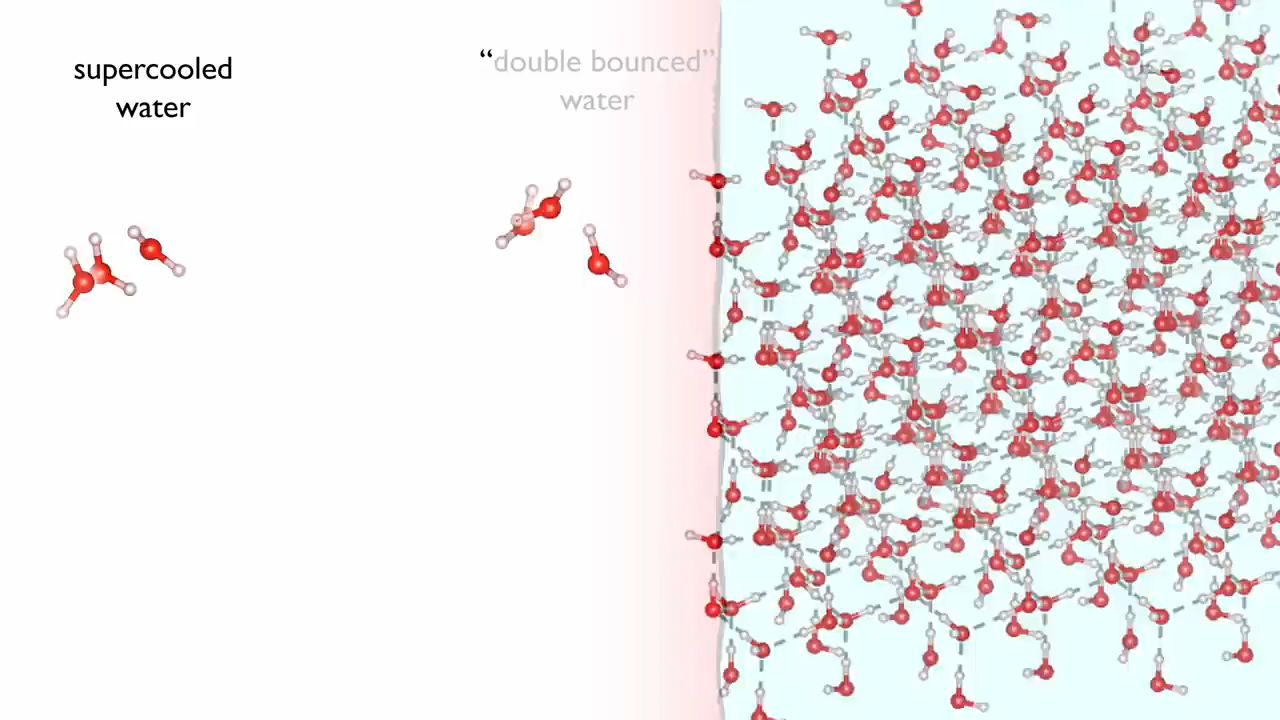 supercooled
water
“double bounced”
water